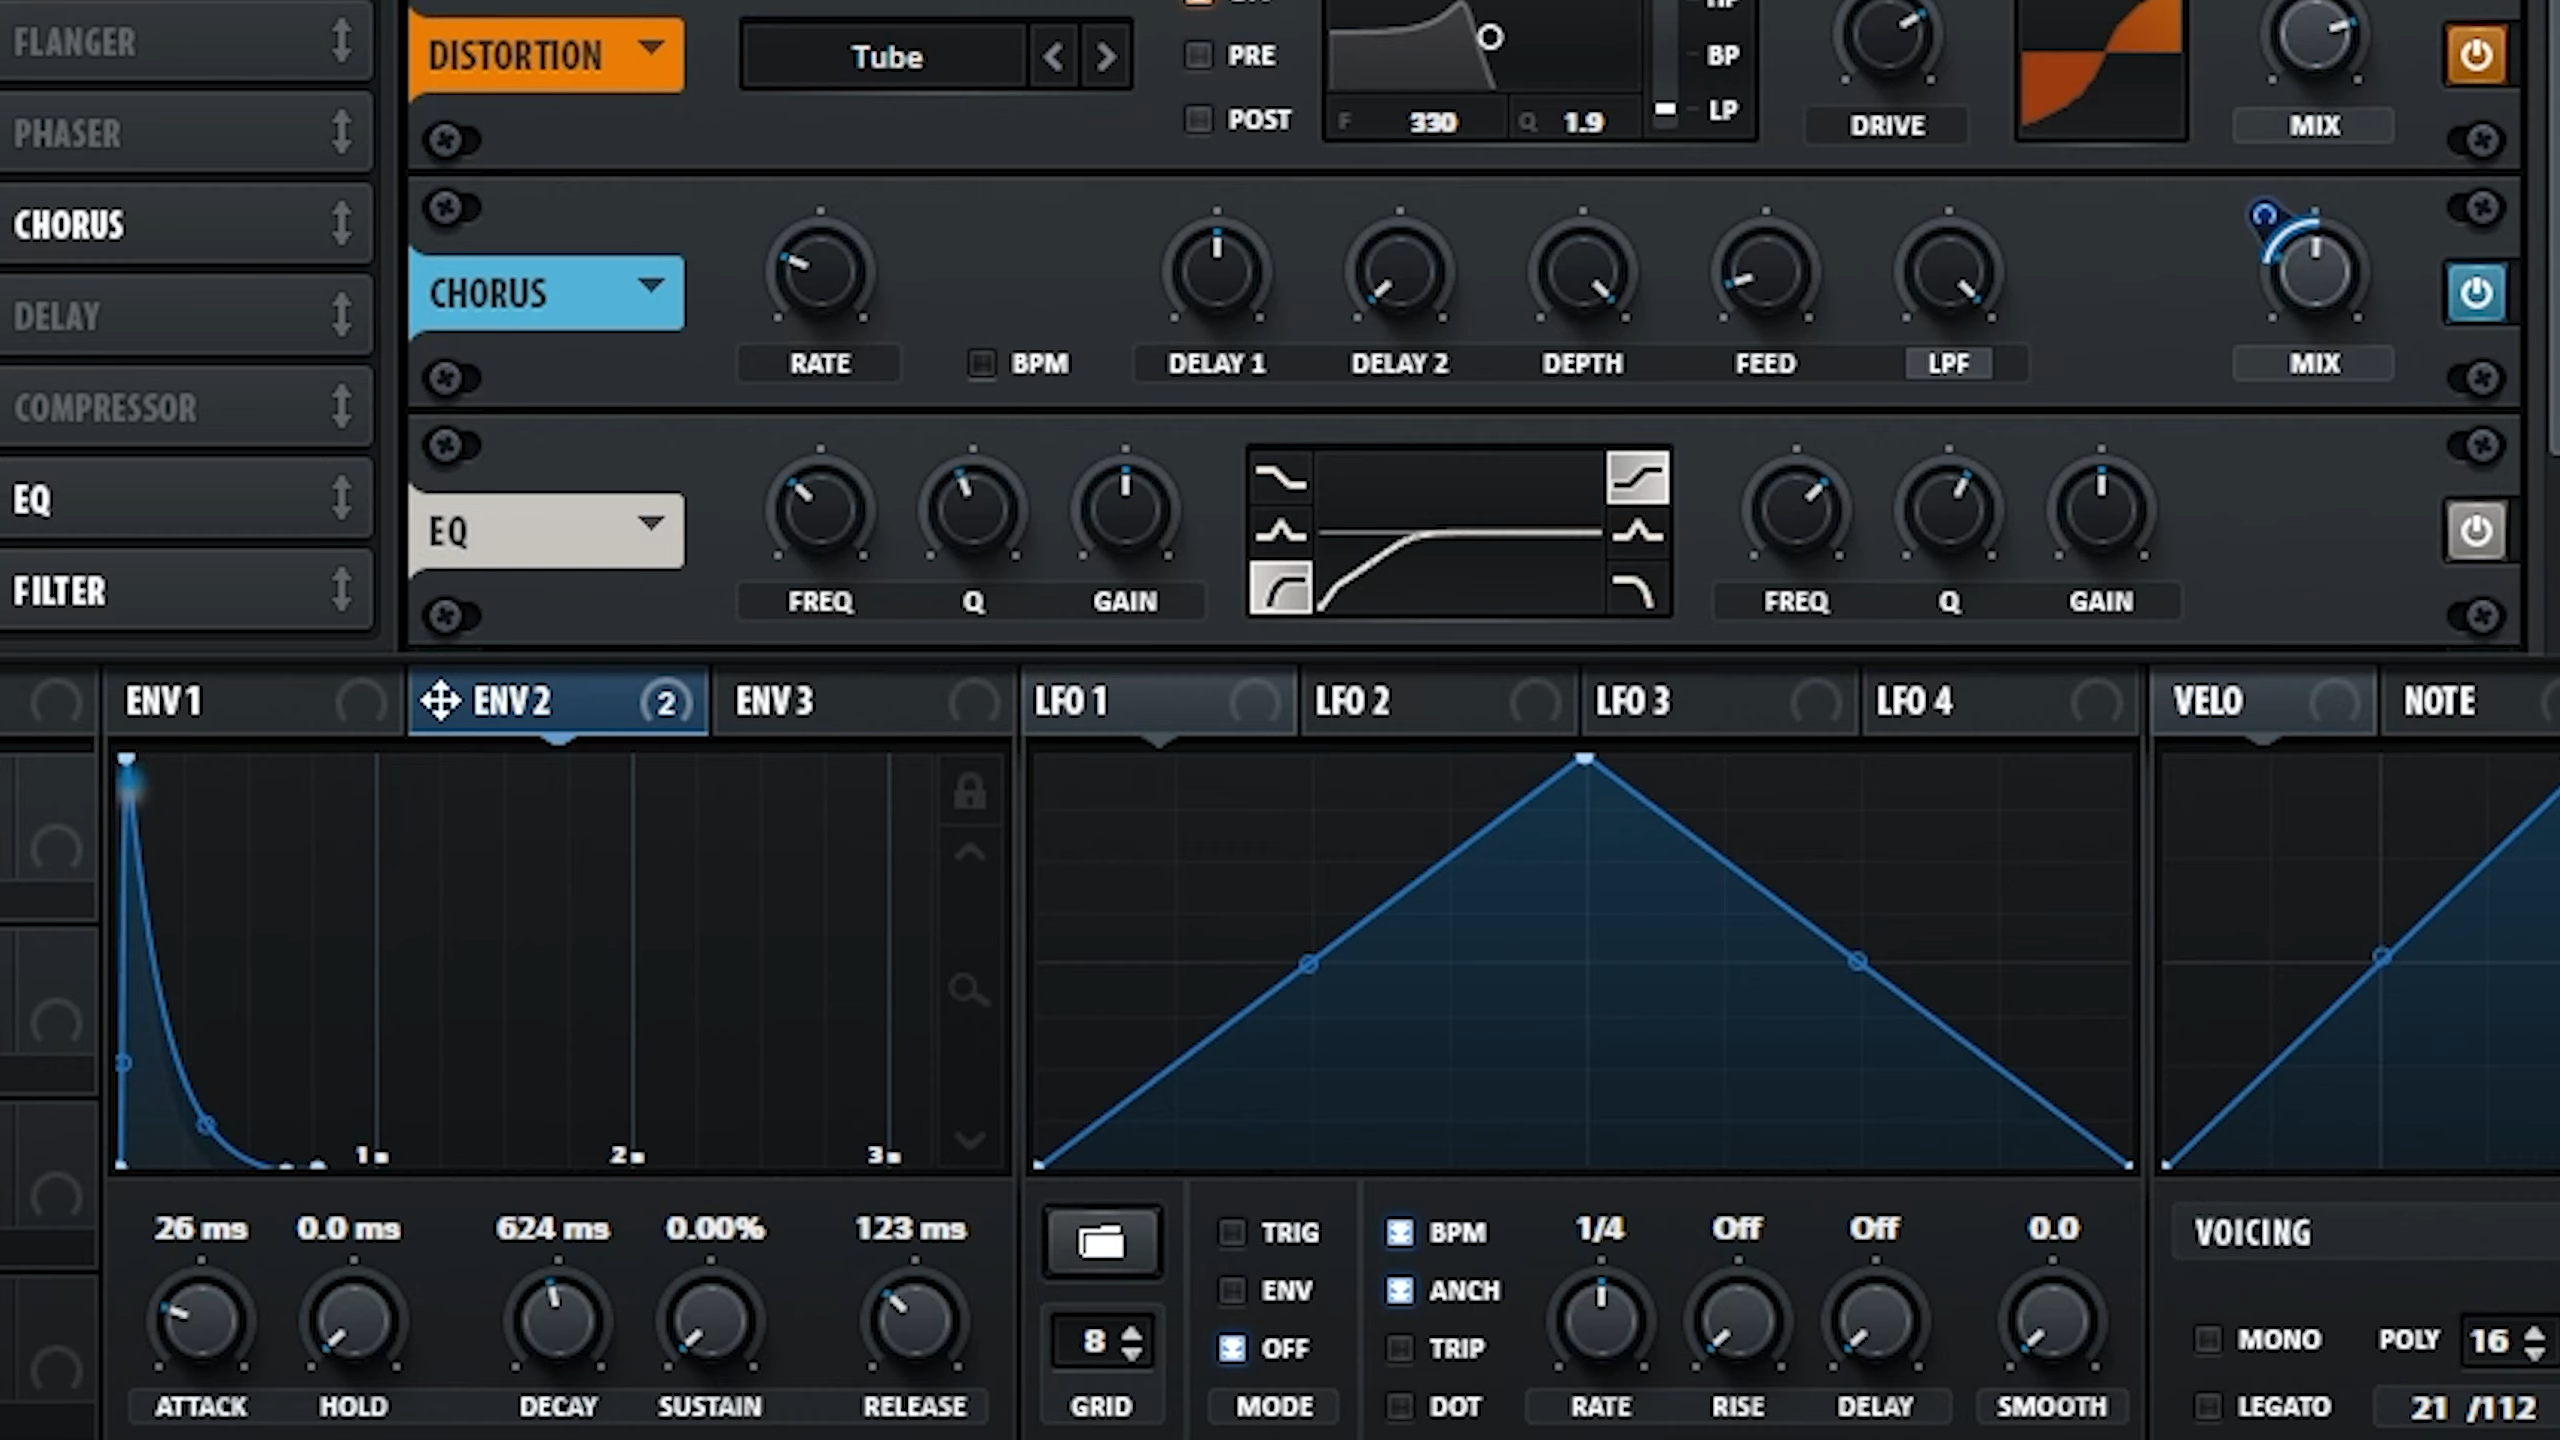 FLANGER
PHASER
CHORUS
DELAY
COMPRESSOR
EQ
FILTER
DISTORTION
Tube
PRE
POST
F 330 Q 1.9
BP
LP
DRIVE
MIX
CHORUS
RATE
BPM
DELAY 1
DELAY 2
DEPTH
FEED
LPF
MIX
EQ
FREQ
Q
GAIN
FREQ
Q
GAIN
ENV 1
ENV 2
2
ENV 3
LFO 1
LFO 2
LFO 3
LFO 4
VELO
NOTE
1s
2s
3s
26 ms
0.0 ms
624 ms
0.00%
123 ms
ATTACK
HOLD
DECAY
SUSTAIN
RELEASE
8
GRID
TRIG
ENV
OFF
MODE
BPM
ANCH
TRIP
DOT
1/4
Off
Off
0.0
RATE
RISE
DELAY
SMOOTH
VOICING
MONO
POLY 16
LEGATO
21 /112